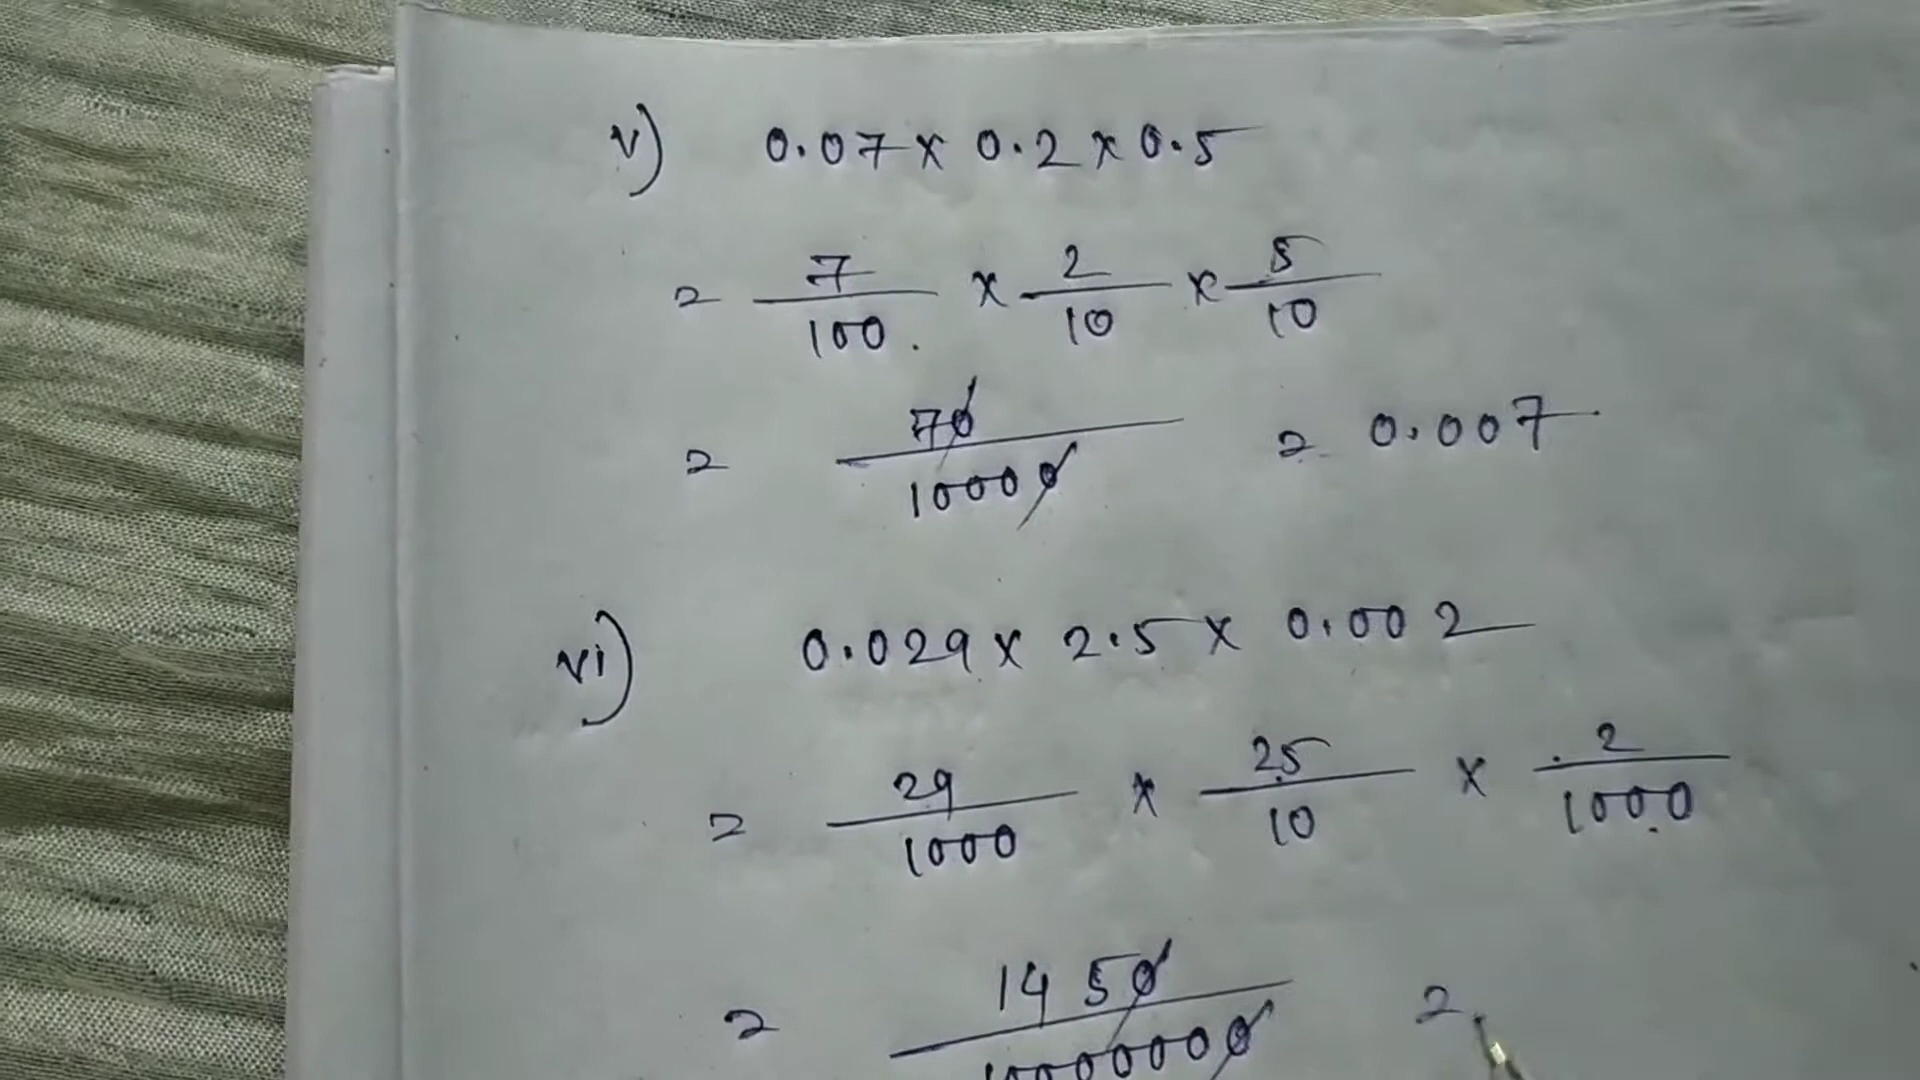 v) 0.07 x 0.2 x 0.5
= 7/100 x 2/10 x 5/10
= 70/10000 = 0.007
vi) 0.029 x 2.5 x 0.002
= 29/1000 x 25/10 x 2/1000
= 1450/10000000 =